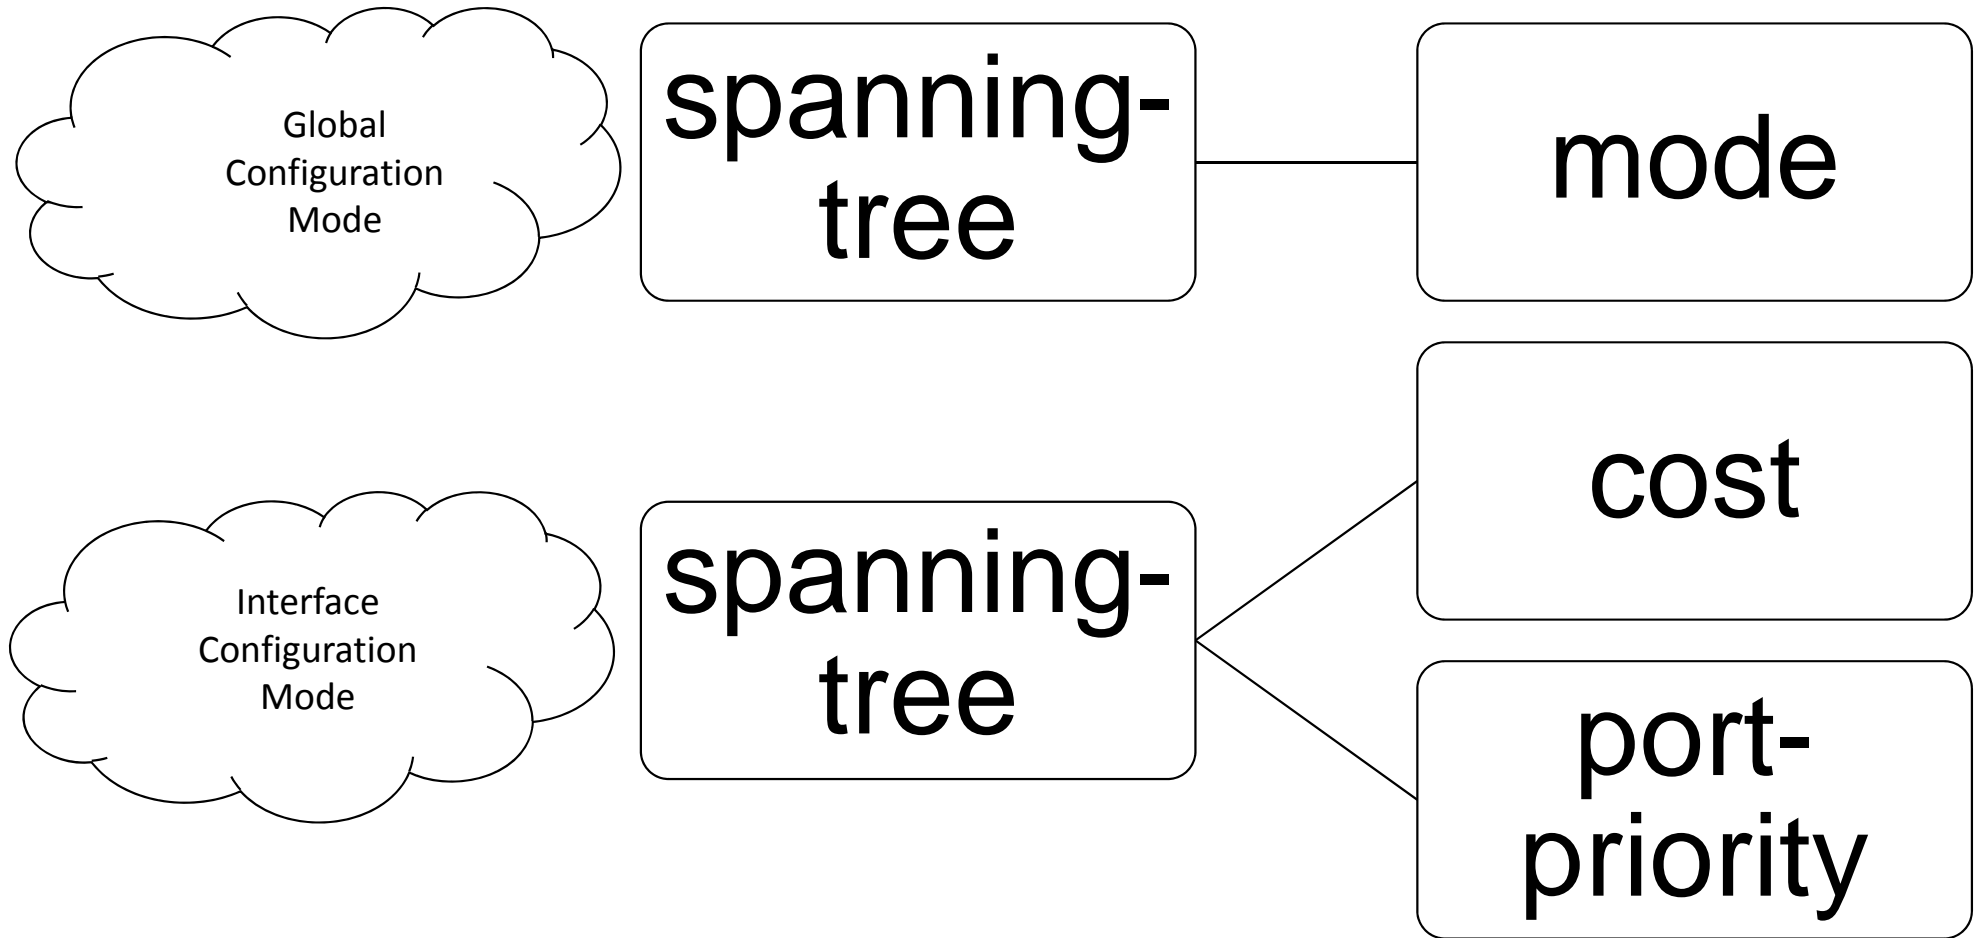 Global
Configuration
Mode
spanning-
tree
mode
Interface
Configuration
Mode
spanning-
tree
cost
port-
priority